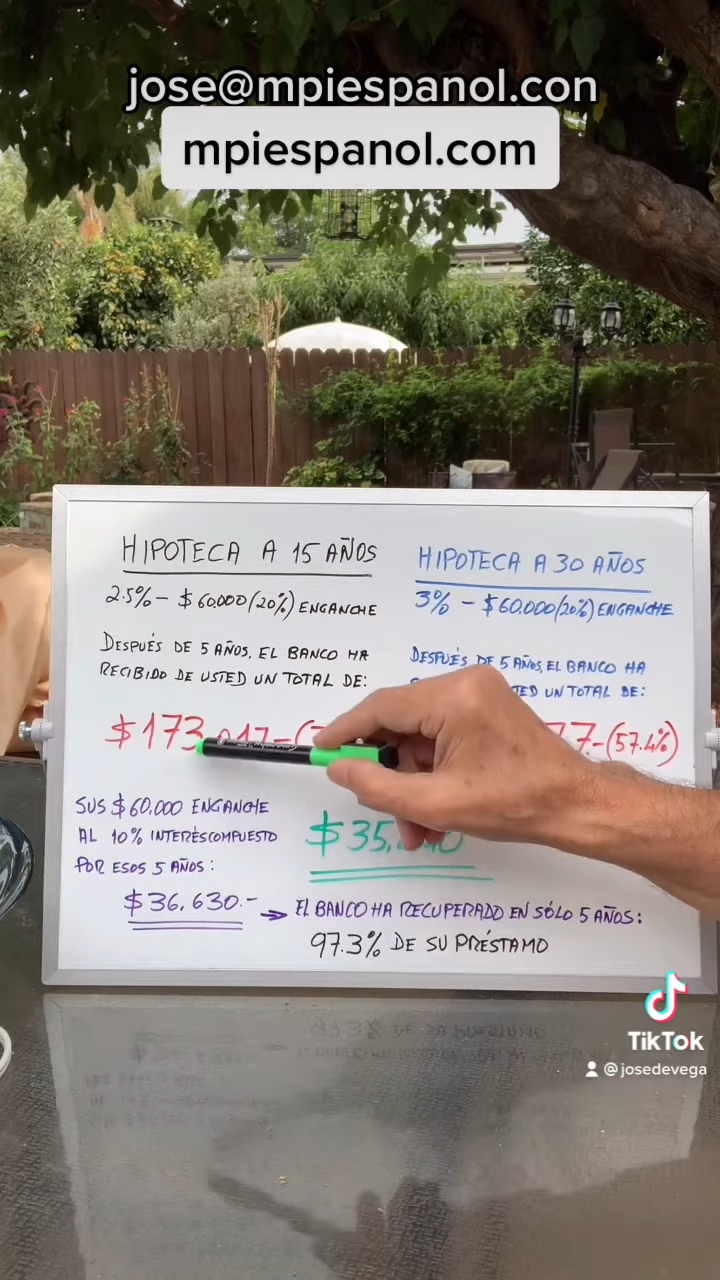 jose@mpiespanol.con
mpiespanol.com
HIPOTECA A 15 AÑOS
2.5% - $60.000 (20%) ENGANCHE
DESPUÉS DE 5 AÑOS, EL BANCO HA
RECIBIDO DE USTED UN TOTAL DE:
$173
HIPOTECA A 30 AÑOS
3% - $60.000 (20%) ENGANCHE
DESPUÉS DE 5 AÑOS, EL BANCO HA
UN TOTAL DE:
7.- (57.4%)
SUS $60.000 ENGANCHE
AL 10% INTERÉS COMPUESTO
POR ESOS 5 AÑOS:
$36.630.-
$35.
EL BANCO HA RECUPERADO EN SÓLO 5 AÑOS:
97.3% DE SU PRÉSTAMO
TikTok
@josedevega